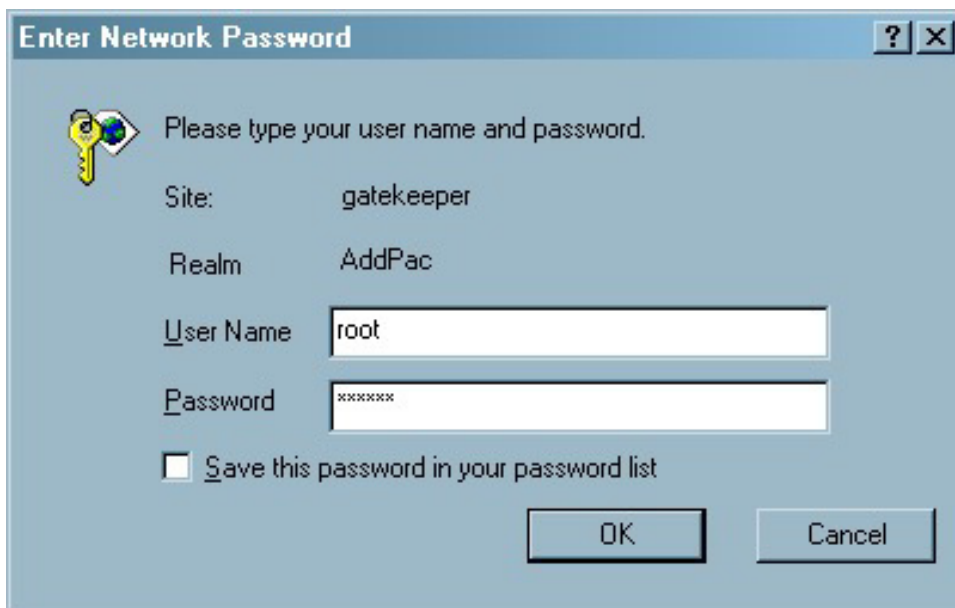 Enter Network Password
Please type your user name and password.
Site: gatekeeper
Realm AddPac
User Name root
Password ******
Save this password in your password list
OK Cancel